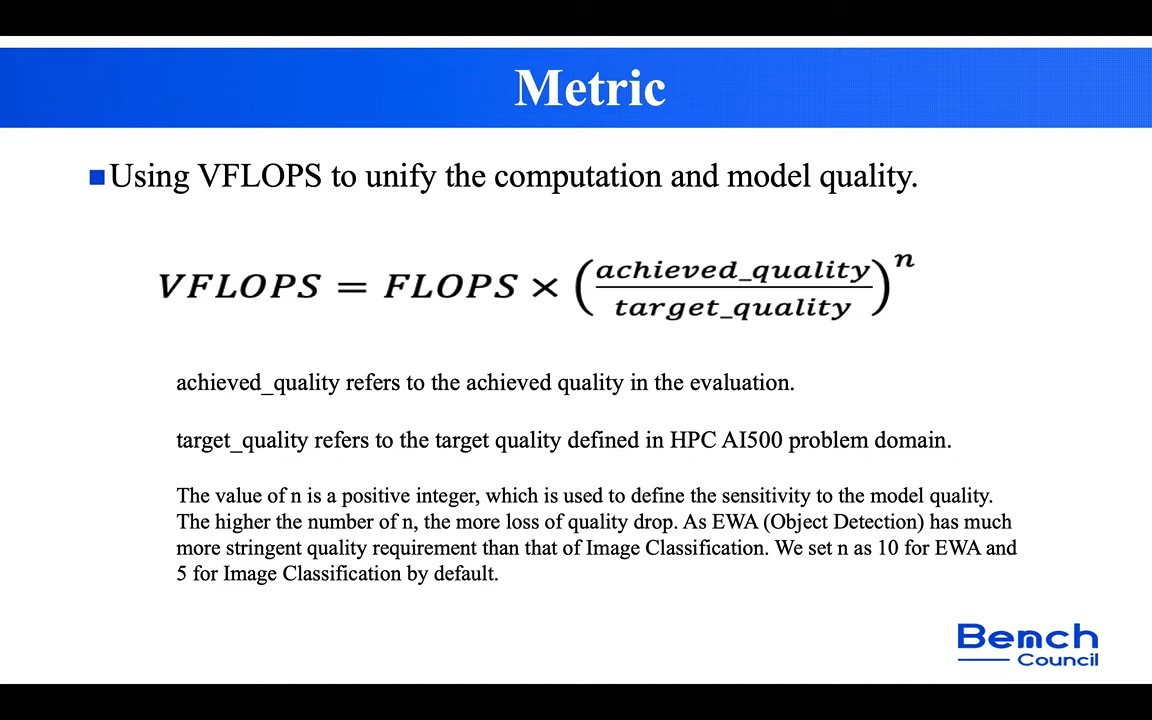 Metric
Using VFLOPS to unify the computation and model quality.
VFLOPS = FLOPS × (achieved_quality/target_quality)^n
achieved_quality refers to the achieved quality in the evaluation.
target_quality refers to the target quality defined in HPC AI500 problem domain.
The value of n is a positive integer, which is used to define the sensitivity to the model quality.
The higher the number of n, the more loss of quality drop. As EWA (Object Detection) has much
more stringent quality requirement than that of Image Classification. We set n as 10 for EWA and
5 for Image Classification by default.
Bench
Council